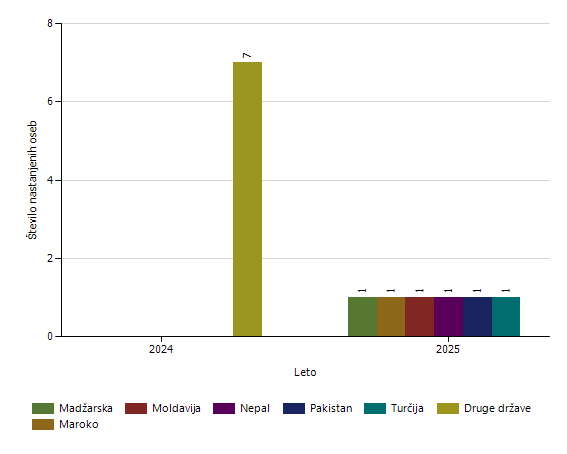 8
6
4
2
0
Število nastanjenih oseb
7
1
1
1
1
1
1
2024
2025
Leto
Madžarska
Moldavija
Nepal
Pakistan
Turčija
Druge države
Maroko